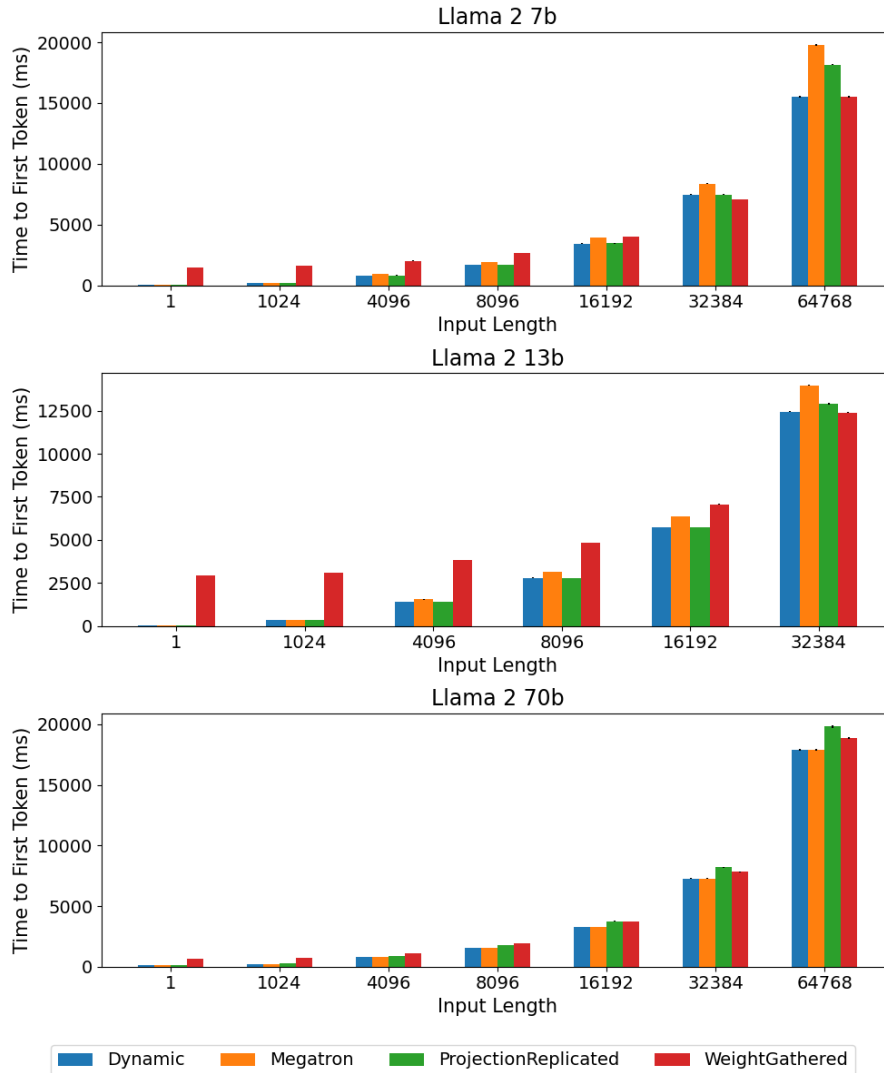 Llama 2 7b
Time to First Token (ms)
20000
15000
10000
5000
0
1 1024 4096 8096 16192 32384 64768
Input Length
Llama 2 13b
Time to First Token (ms)
12500
10000
7500
5000
2500
0
1 1024 4096 8096 16192 32384
Input Length
Llama 2 70b
Time to First Token (ms)
20000
15000
10000
5000
0
1 1024 4096 8096 16192 32384 64768
Input Length
Dynamic Megatron ProjectionReplicated WeightGathered